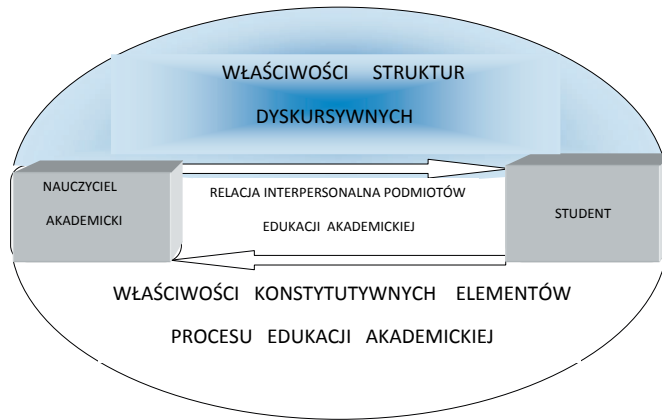 WŁAŚCIWOŚCI STRUKTUR
DYSKURSYWNYCH
NAUCZYCIEL
AKADEMICKI
RELACJA INTERPERSONALNA PODMIOTÓW
EDUKACJI AKADEMICKIEJ
STUDENT
WŁAŚCIWOŚCI KONSTYTUTYWNYCH ELEMENTÓW
PROCESU EDUKACJI AKADEMICKIEJ